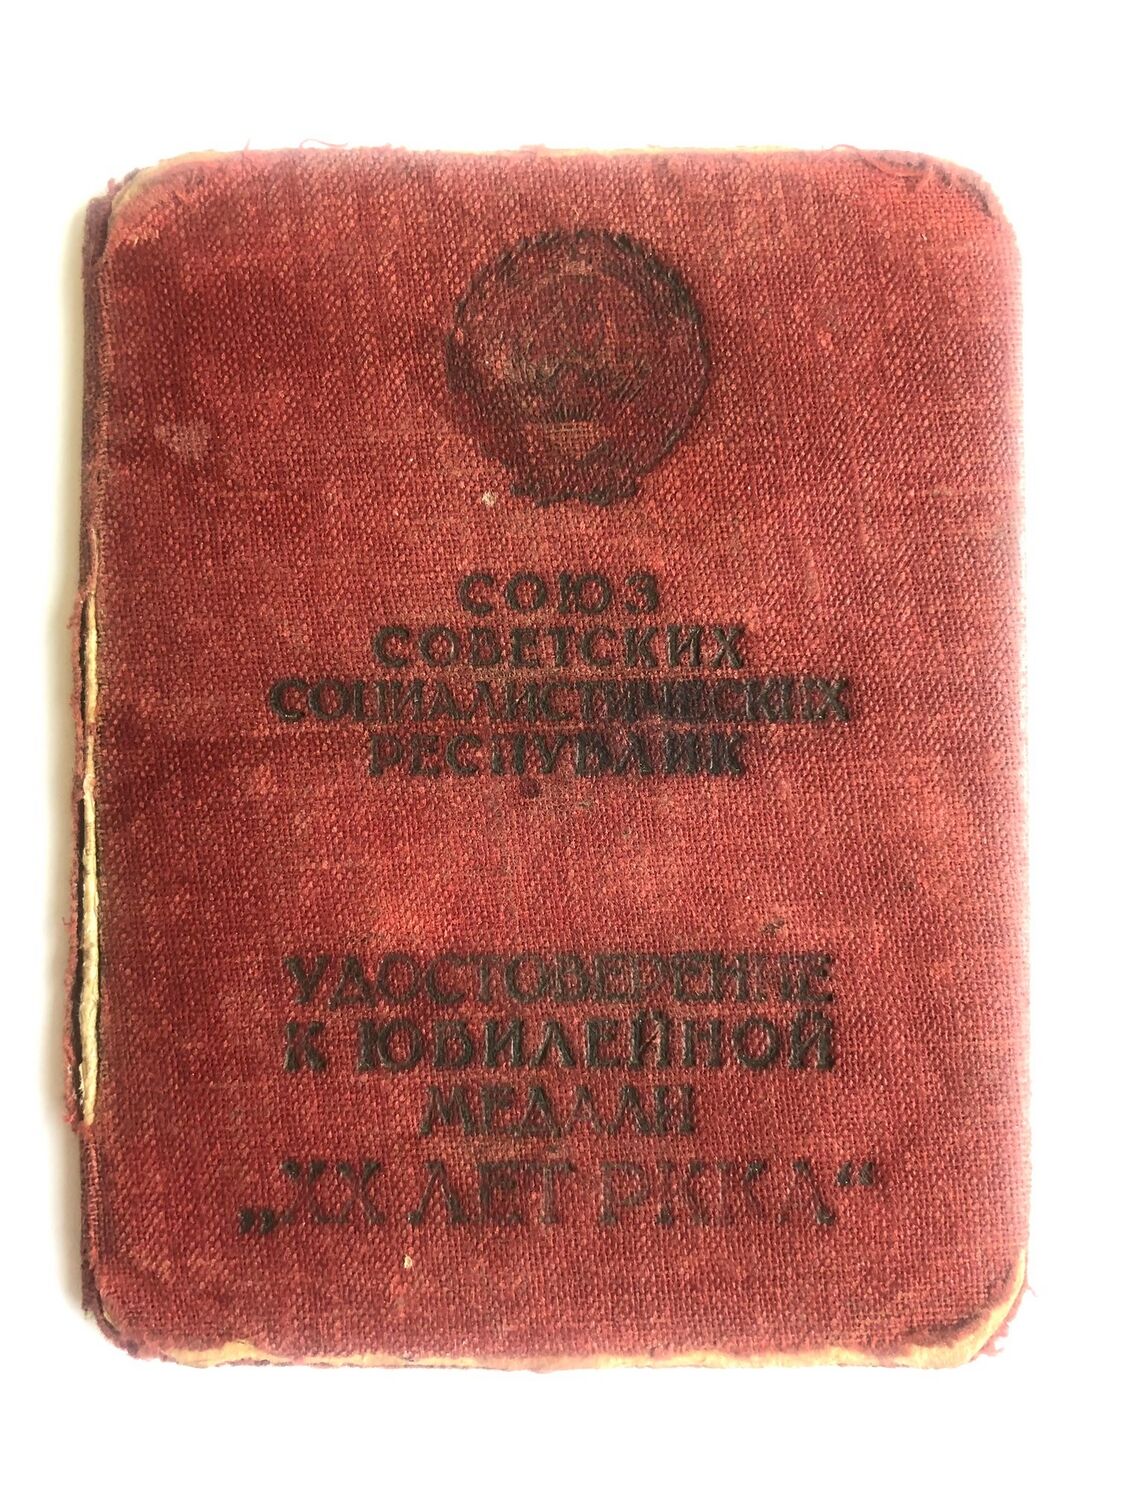 СОЮЗ
СОВЕТСКИХ
СОЦИАЛИСТИЧЕСКИХ
РЕСПУБЛИК
УДОСТОВЕРЕНИЕ
К ЮБИЛЕЙНОЙ
МЕДАЛИ
„XX ЛЕТ РККА“